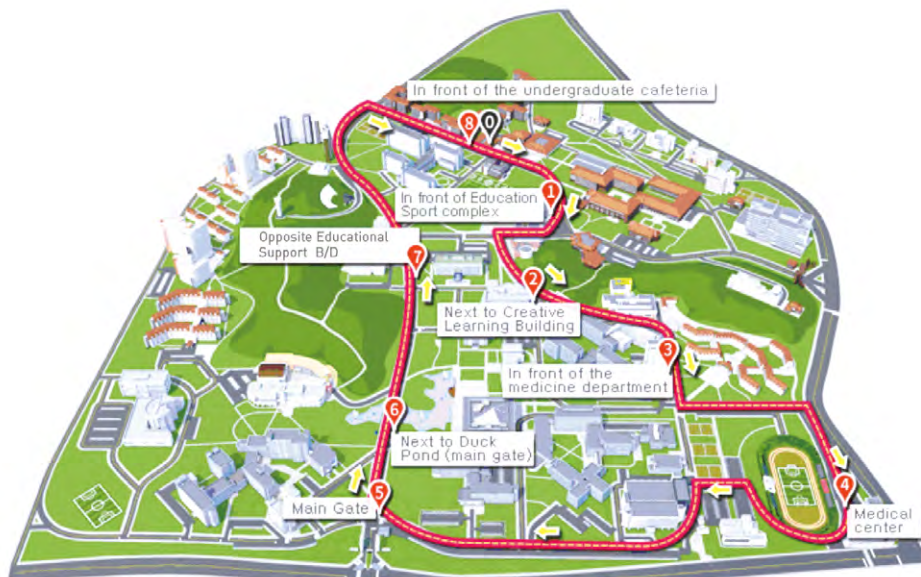 In front of the undergraduate cafeteria
8
0
1
In front of Education
Sport complex
Opposite Educational
Support B/D
7
2
Next to Creative
Learning Building
3
In front of the
medicine department
6
Next to Duck
Pond (main gate)
5
Main Gate
4
Medical
center